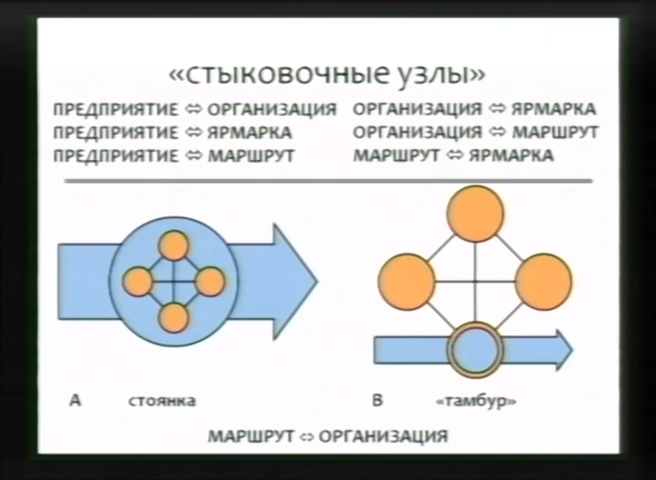 «стыковочные узлы»
ПРЕДПРИЯТИЕ ⇔ ОРГАНИЗАЦИЯ
ПРЕДПРИЯТИЕ ⇔ ЯРМАРКА
ПРЕДПРИЯТИЕ ⇔ МАРШРУТ
ОРГАНИЗАЦИЯ ⇔ ЯРМАРКА
ОРГАНИЗАЦИЯ ⇔ МАРШРУТ
МАРШРУТ ⇔ ЯРМАРКА
А стоянка
В «тамбур»
МАРШРУТ ⇔ ОРГАНИЗАЦИЯ